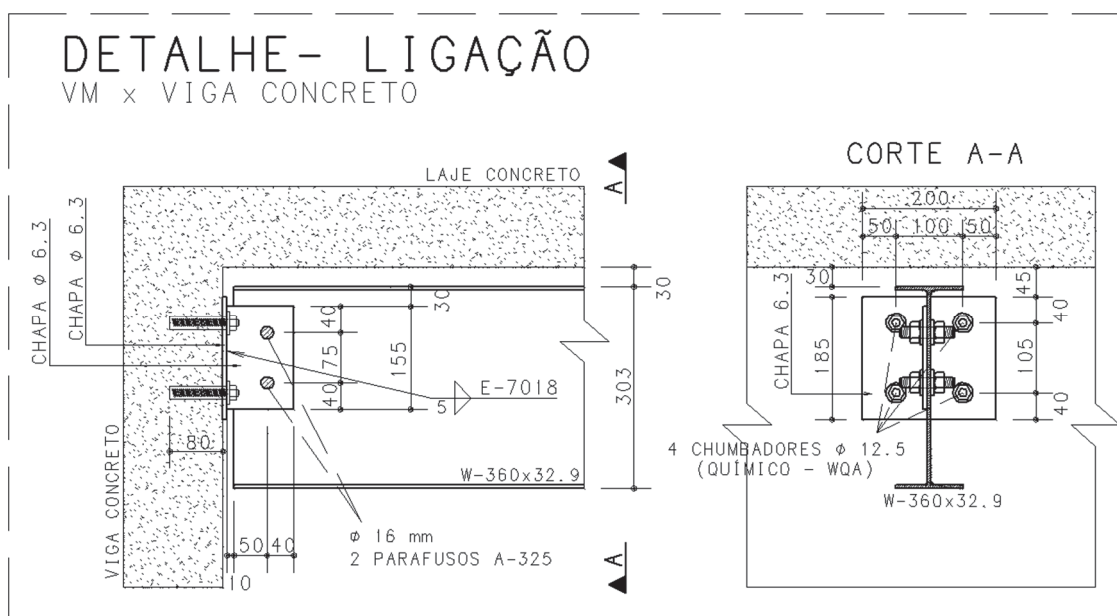 DETALHE- LIGAÇÃO
VM x VIGA CONCRETO
CORTE A-A
LAJE CONCRETO
A
200
50 100 50
CHAPA ϕ 6.3
CHAPA ϕ 6.3
40
75
40
30
155
30
303
5
E-7018
80
W-360x32.9
VIGA CONCRETO
50 40
10
ϕ 16 mm
2 PARAFUSOS A-325
A
30
CHAPA 6.3
185
45
40
105
40
4 CHUMBADORES ϕ 12.5
(QUÍMICO - WQA)
W-360x32.9